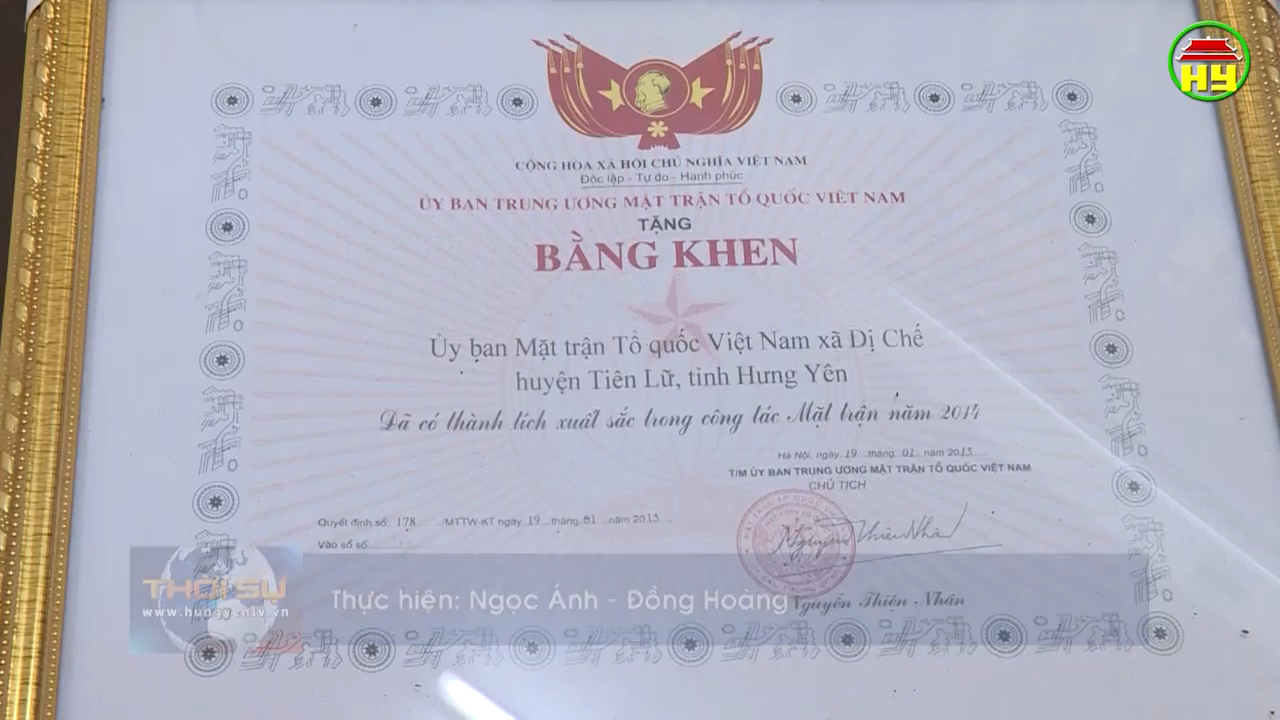 HY
CỘNG HÒA XÃ HỘI CHỦ NGHĨA VIỆT NAM
Độc lập - Tự do - Hạnh phúc
ỦY BAN TRUNG ƯƠNG MẶT TRẬN TỔ QUỐC VIỆT NAM
TẶNG
BẰNG KHEN
Ủy ban Mặt trận Tổ quốc Việt Nam xã Dị Chế
huyện Tiên Lữ, tỉnh Hưng Yên
Đã có thành tích xuất sắc trong công tác Mặt trận năm 2014
Hà Nội, ngày 19 tháng 01 năm 2015
T/M ỦY BAN TRUNG ƯƠNG MẶT TRẬN TỔ QUỐC VIỆT NAM
CHỦ TỊCH
Quyết định số: 178 /MTTW-KT ngày 19 tháng 01 năm 2015
Vào sổ số
Nguyễn Thiện Nhân
THỜI SỰ
www.hungyentv.vn
Thực hiện: Ngọc Ánh - Đồng Hoàng